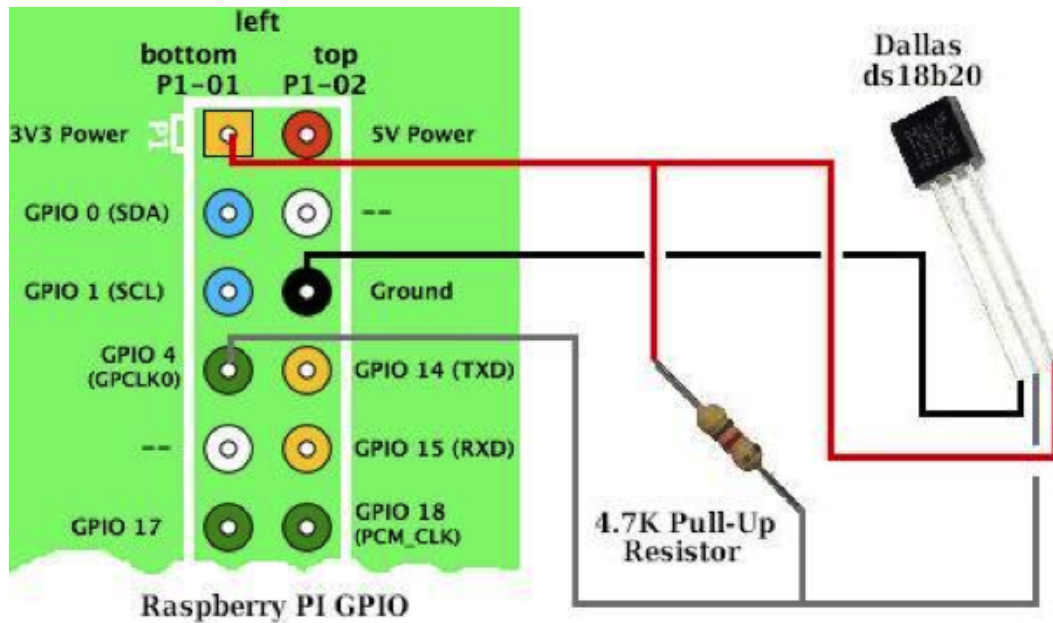 left
bottom top
P1-01 P1-02
3V3 Power
P1
5V Power
GPIO 0 (SDA)
--
GPIO 1 (SCL)
Ground
GPIO 4
(GPCLK0)
GPIO 14 (TXD)
--
GPIO 15 (RXD)
GPIO 17
GPIO 18
(PCM_CLK)
Raspberry PI GPIO
Dallas
ds18b20
4.7K Pull-Up
Resistor